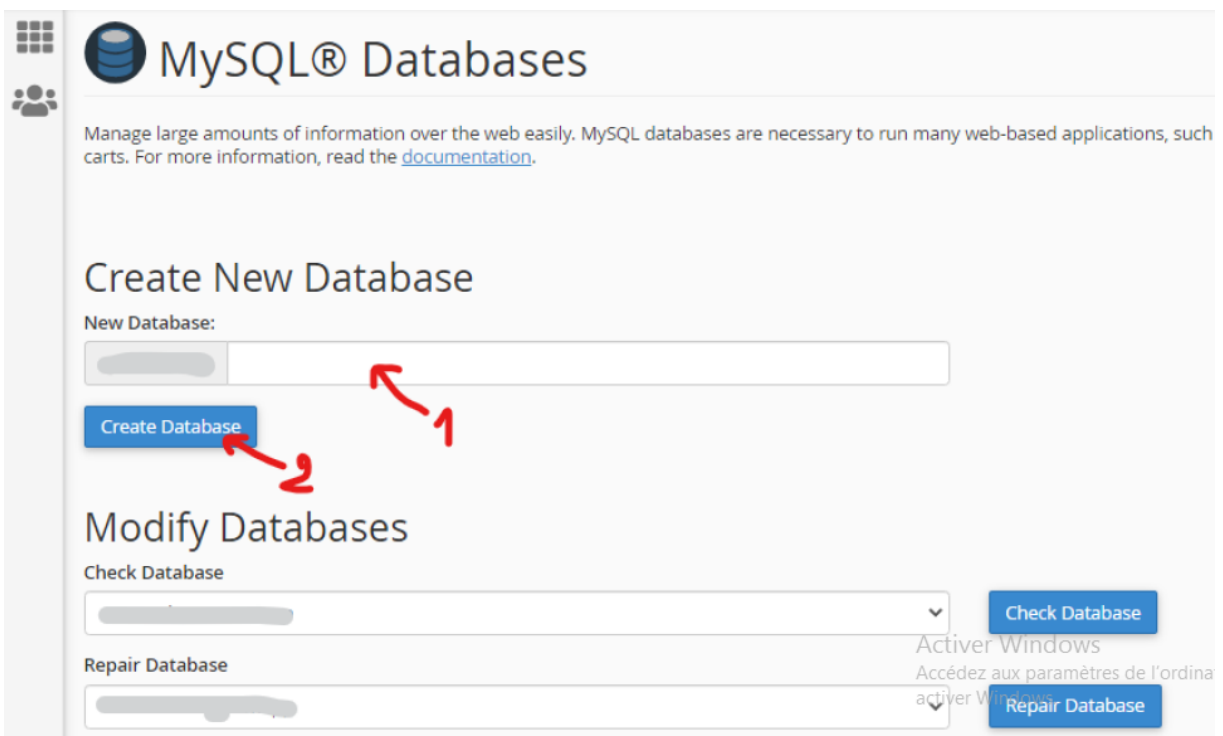 MySQL® Databases
Manage large amounts of information over the web easily. MySQL databases are necessary to run many web-based applications, such
carts. For more information, read the documentation.
Create New Database
New Database:
1
Create Database
2
Modify Databases
Check Database
Check Database
Activer Windows
Repair Database
Accédez aux paramètres de l'ordina
activer Windows
Repair Database